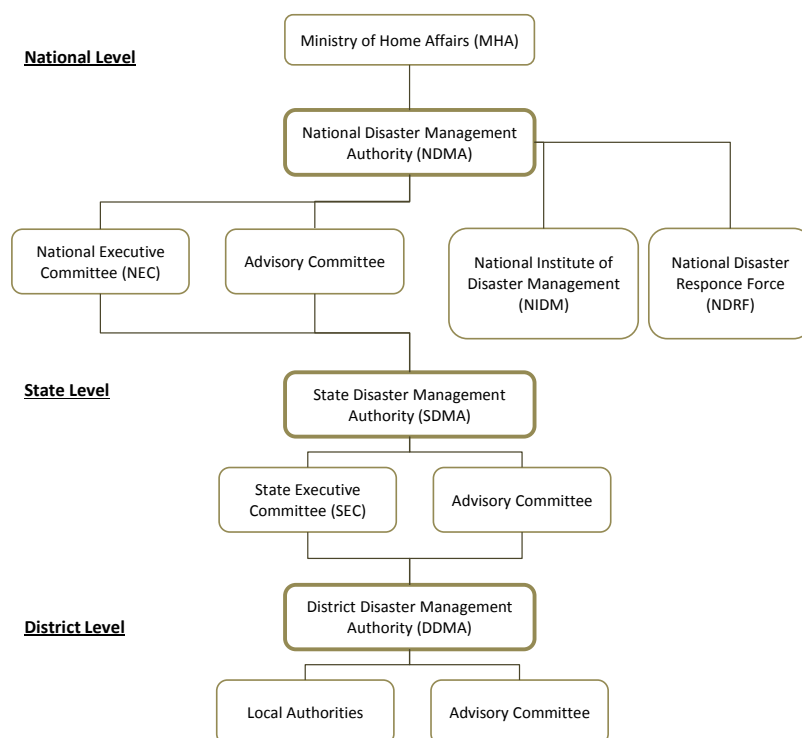 Ministry of Home Affairs (MHA)
National Level
National Disaster Management
Authority (NDMA)
National Executive
Committee (NEC)
Advisory Committee
National Institute of
Disaster Management
(NIDM)
National Disaster
Responce Force
(NDRF)
State Level
State Disaster Management
Authority (SDMA)
State Executive
Committee (SEC)
Advisory Committee
District Disaster Management
Authority (DDMA)
District Level
Local Authorities
Advisory Committee